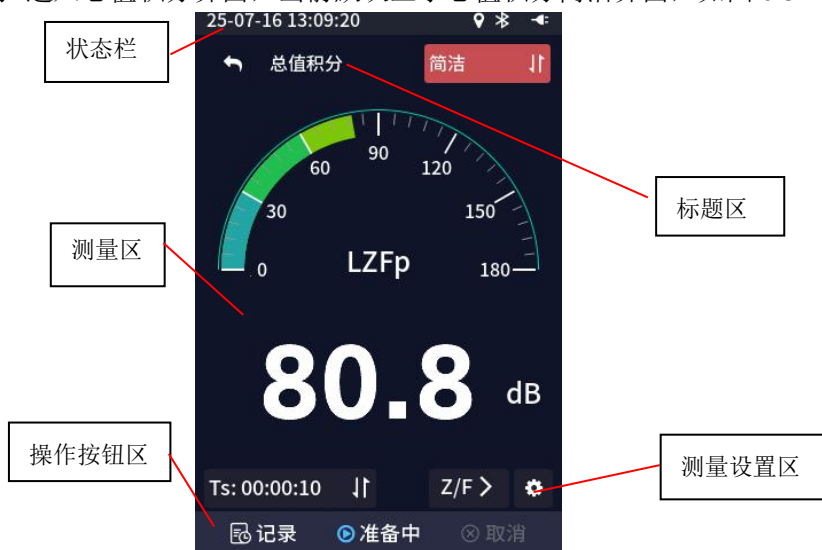 25-07-16 13:09:20
状态栏
总值积分
简洁
60
90
120
30
150
标题区
测量区
0
LZFp
180
80.8
dB
操作按钮区
Ts: 00:00:10
Z/F
测量设置区
记录
准备中
取消